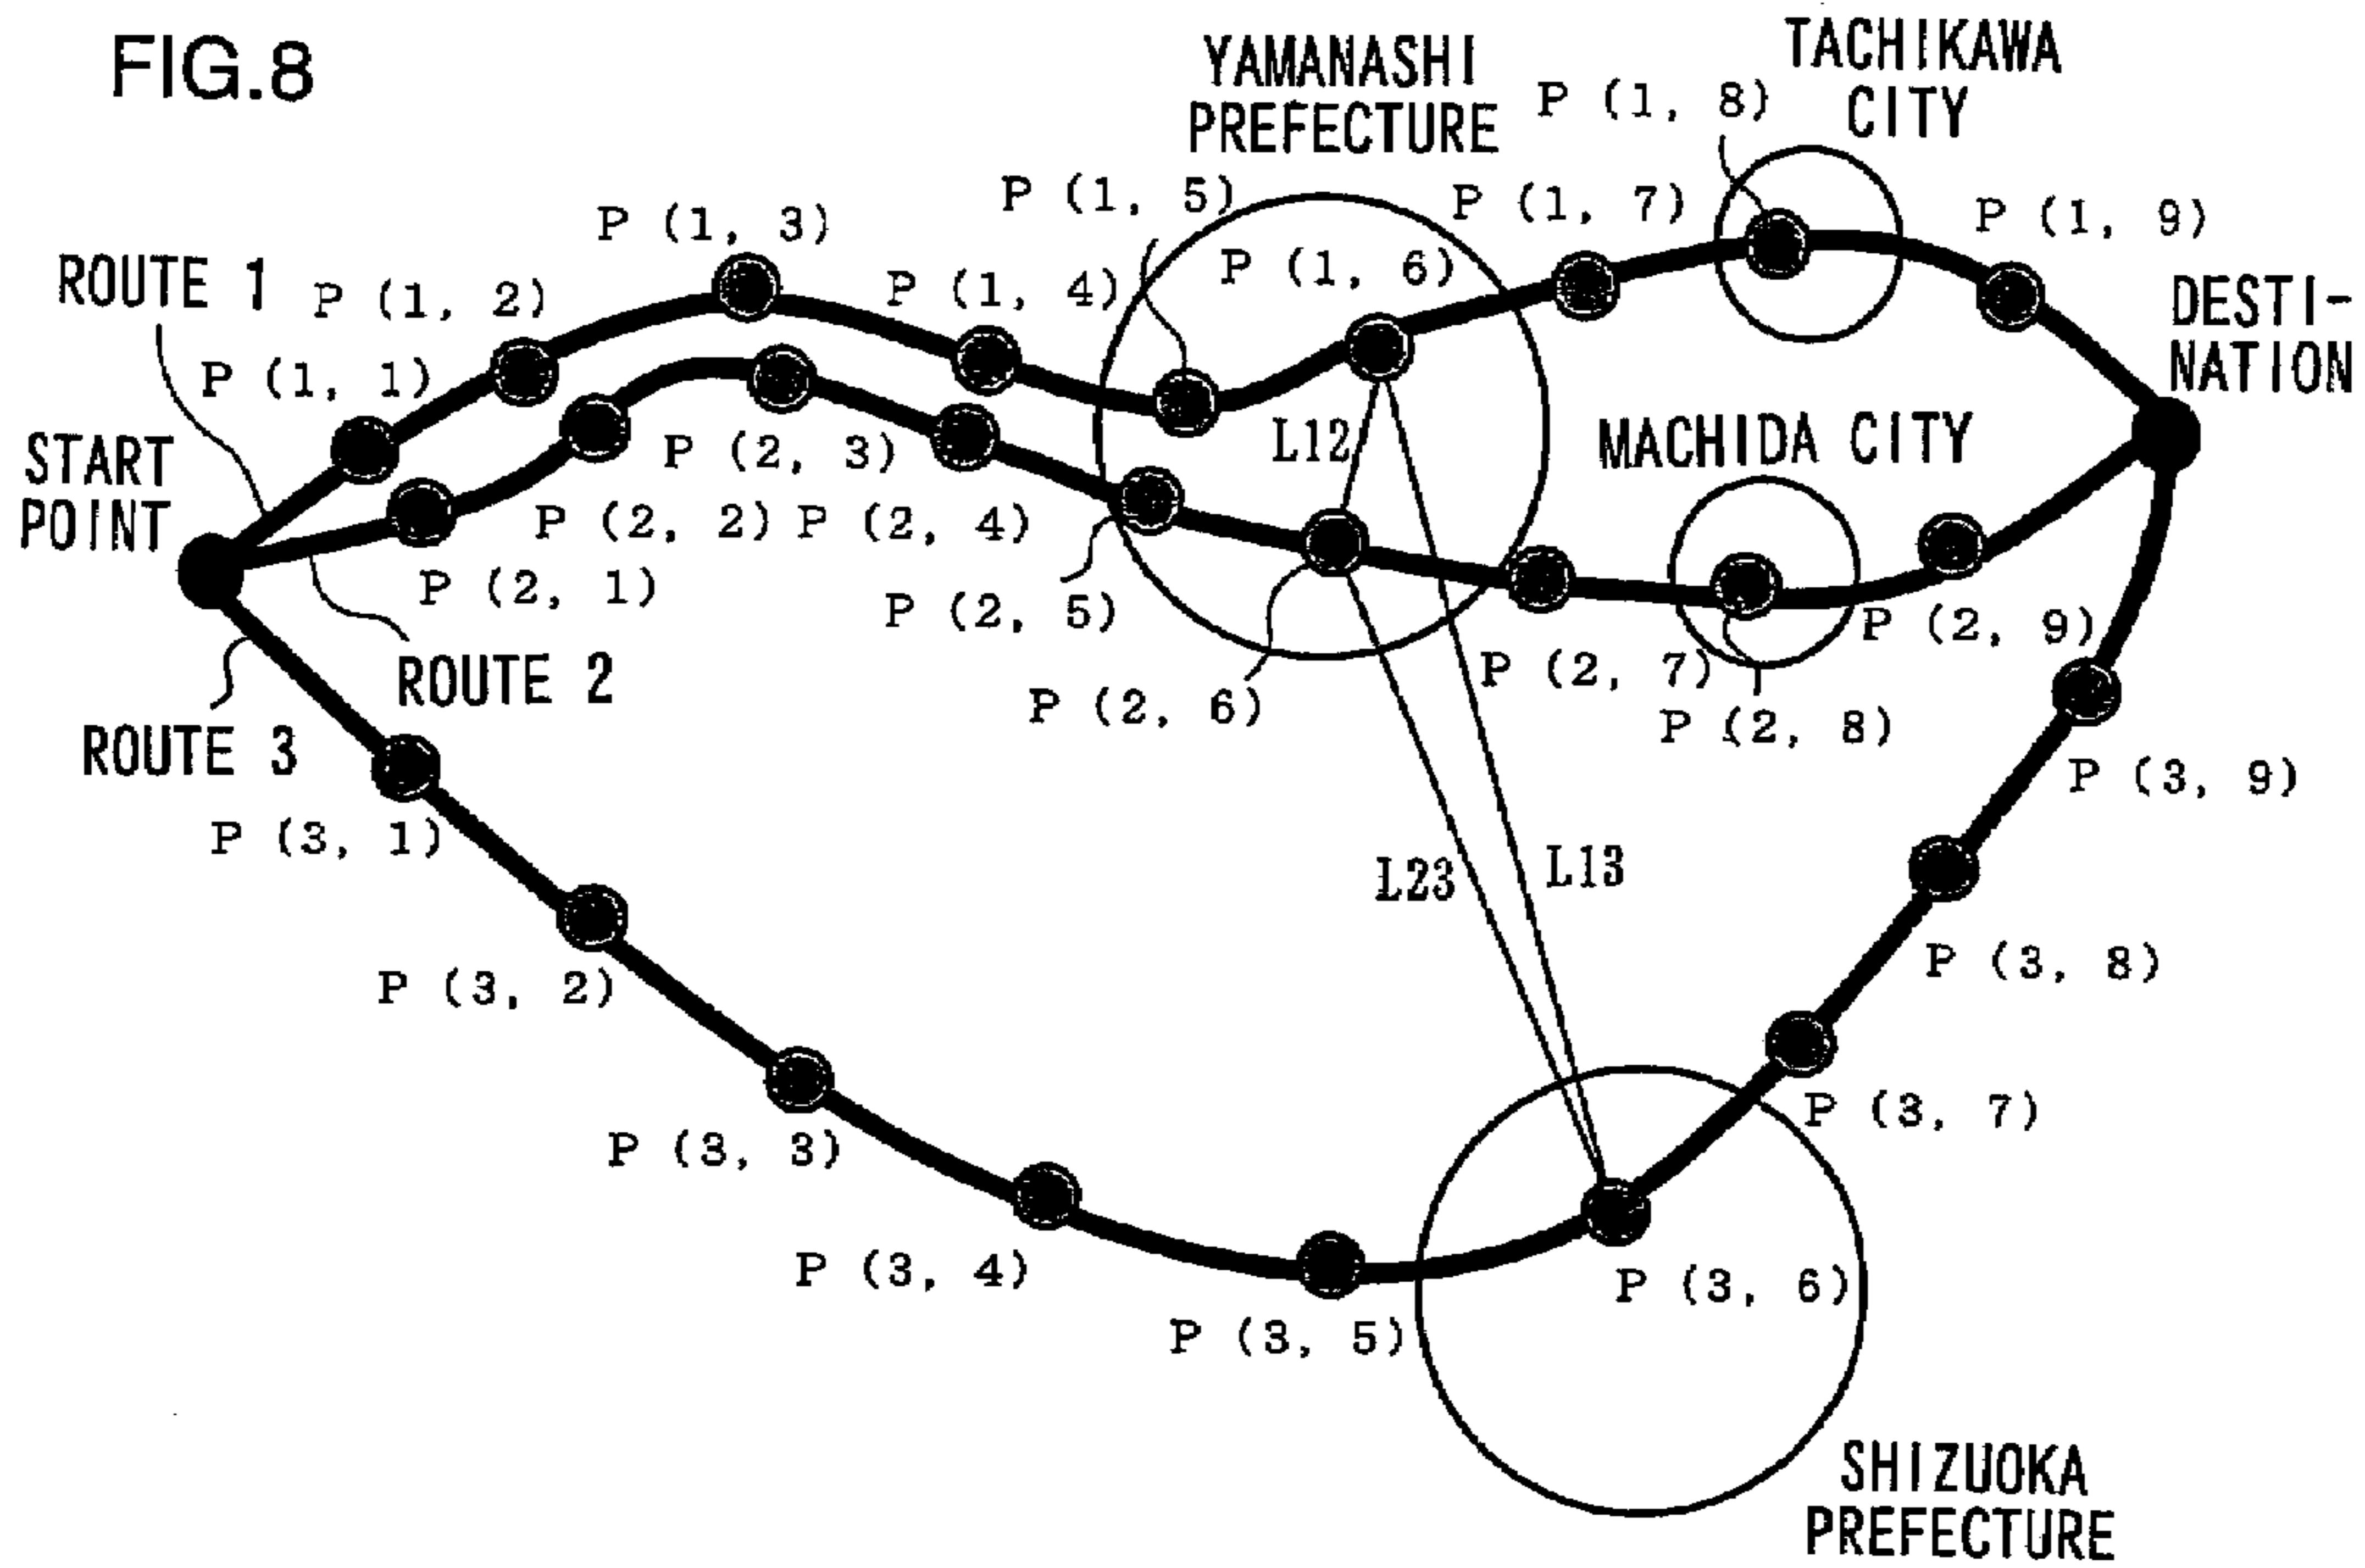 FIG.8
YAMANASHI
PREFECTURE
TACHIKAWA
CITY
P (1, 8)
P (1, 5)
P (1, 7)
P (1, 9)
P (1, 3)
P (1, 6)
ROUTE 1
P (1, 2)
P (1, 4)
DESTI-
NATION
P (1, 1)
START
POINT
L12
MACHIDA CITY
P (2, 3)
P (2, 2)
P (2, 4)
P (2, 1)
P (2, 5)
P (2, 9)
ROUTE 2
P (2, 7)
P (2, 6)
P (2, 8)
ROUTE 3
P (3, 9)
P (3, 1)
L23
L13
P (3, 8)
P (3, 2)
P (3, 7)
P (3, 3)
P (3, 4)
P (3, 6)
P (3, 5)
SHIZUOKA
PREFECTURE